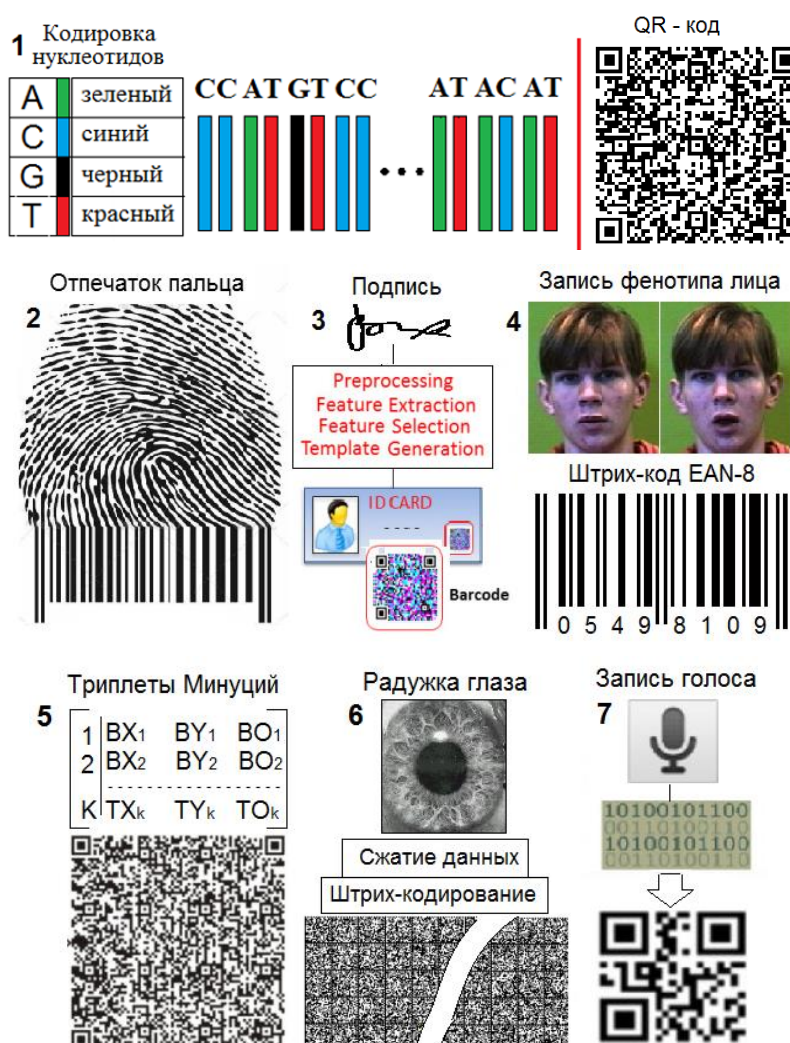 QR - код
1 Кодировка
нуклеотидов
A зеленый
C синий
G черный
T красный
CC AT GT CC ... AT AC AT
Отпечаток пальца
2
Подпись
3
Preprocessing
Feature Extraction
Feature Selection
Template Generation
ID CARD
- - - -
Barcode
Запись фенотипа лица
4
Штрих-код EAN-8
0 5 4 9 8 1 0 9
Триплеты Минуций
5
1 BX1 BY1 BO1
2 BX2 BY2 BO2
K TXk TYk TOk
Радужка глаза
6
Сжатие данных
Штрих-кодирование
Запись голоса
7
10100101100
00110100110
10100101100
00110100110